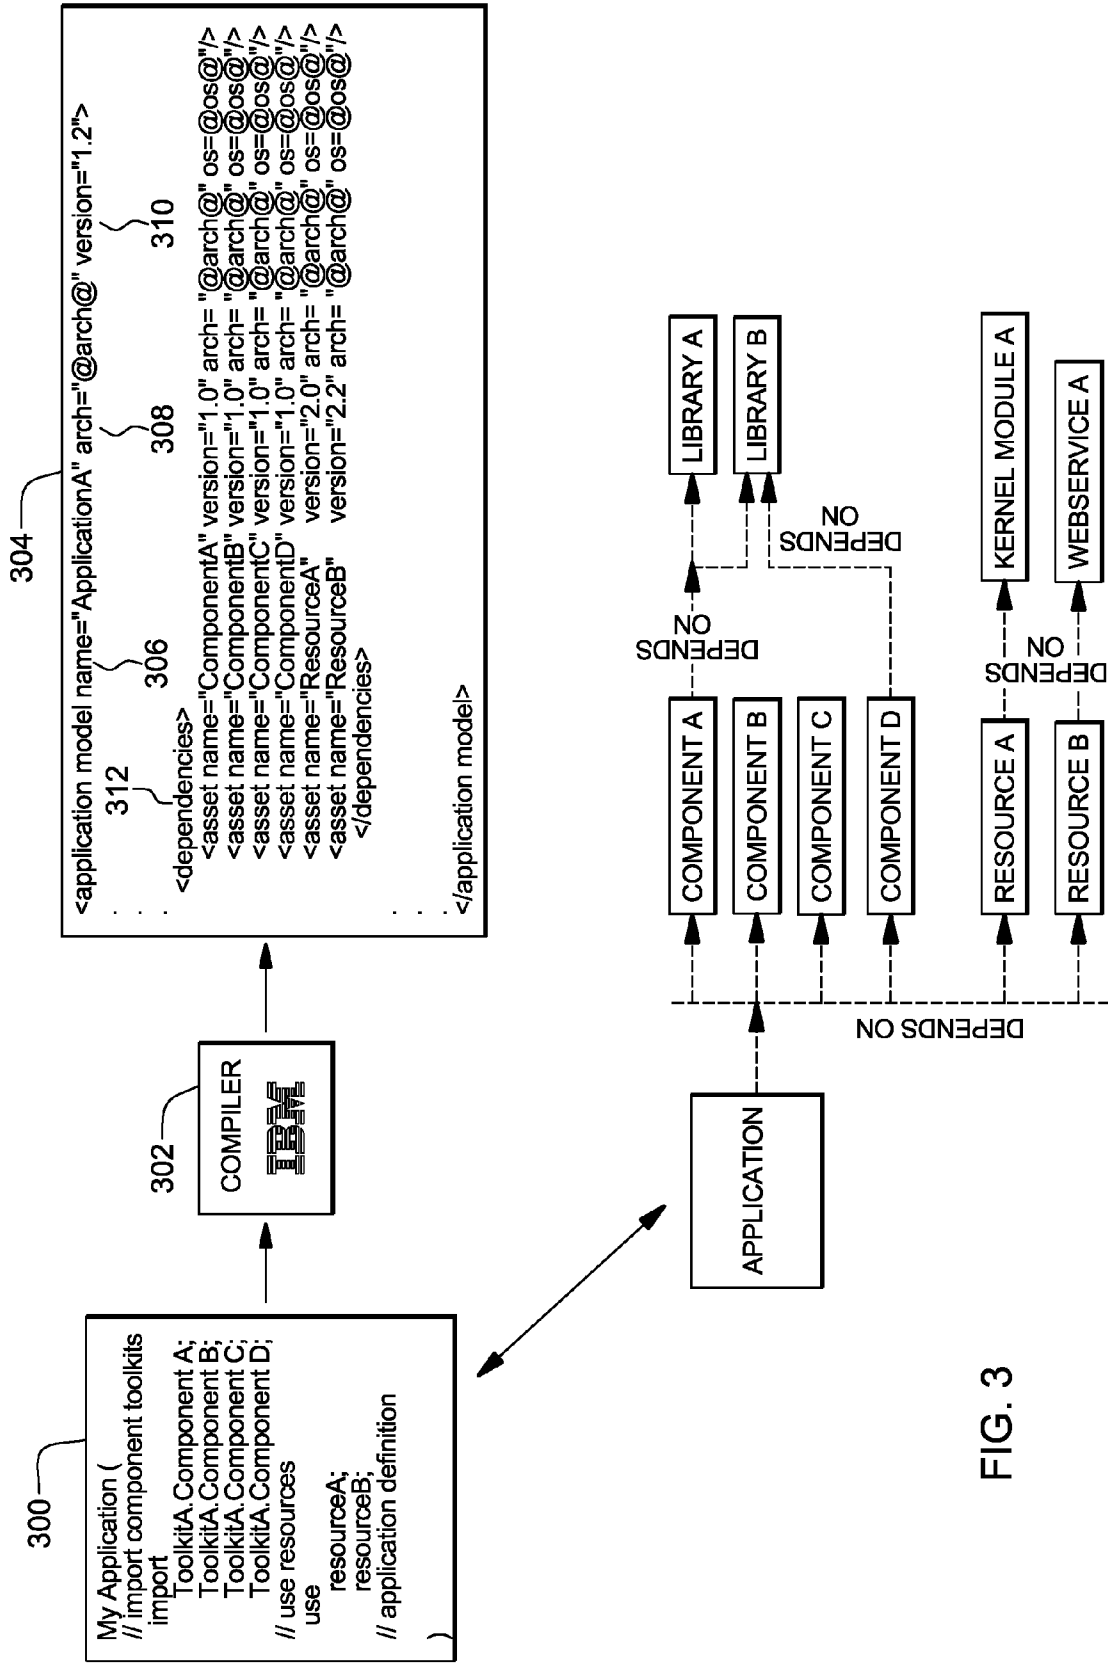 300
My Application (
// import component toolkits
import
ToolkitA.Component A;
ToolkitA.Component B;
ToolkitA.Component C;
ToolkitA.Component D;
// use resources
use
resourceA;
resourceB;
// application definition
)
302
COMPILER
IBM
304
<application model name="ApplicationA" arch="@arch@" version="1.2">
306
308
310
. . .
312
<dependencies>
<asset name="ComponentA" version="1.0" arch= "@arch@" os=@os@"/>
<asset name="ComponentB" version="1.0" arch= "@arch@" os=@os@"/>
<asset name="ComponentC" version="1.0" arch= "@arch@" os=@os@"/>
<asset name="ComponentD" version="1.0" arch= "@arch@" os=@os@"/>
<asset name="ResourceA" version="2.0" arch= "@arch@" os=@os@"/>
<asset name="ResourceB" version="2.2" arch= "@arch@" os=@os@"/>
</dependencies>
. . .
</application model>
APPLICATION
DEPENDS ON
COMPONENT A
COMPONENT B
COMPONENT C
COMPONENT D
RESOURCE A
RESOURCE B
DEPENDS
ON
DEPENDS
ON
DEPENDS
ON
LIBRARY A
LIBRARY B
KERNEL MODULE A
WEBSERVICE A
FIG. 3